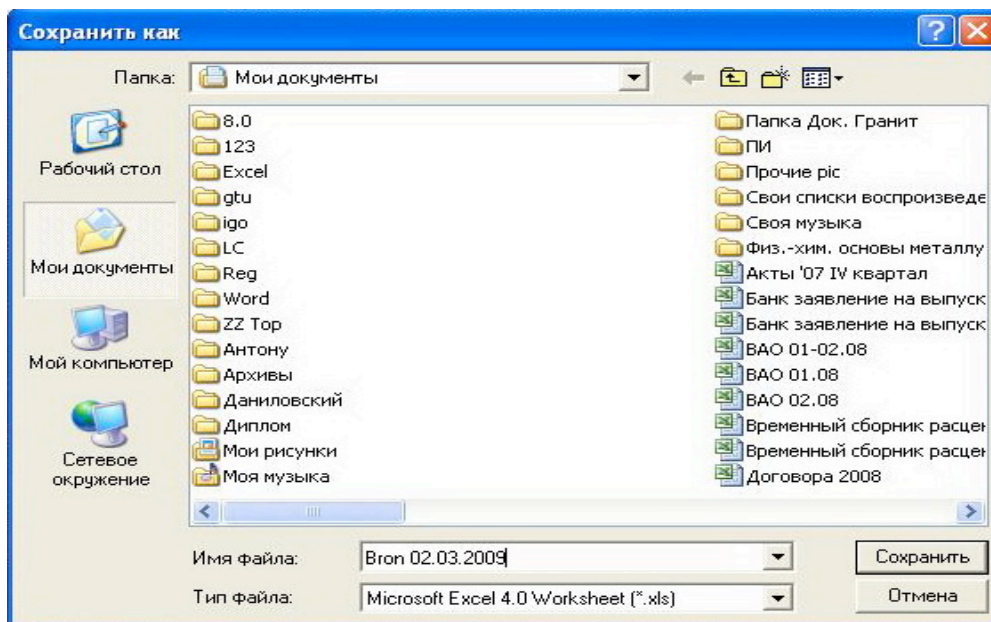 Сохранить как
Папка:
Мои документы
Рабочий стол
Мои документы
Мой компьютер
Сетевое
окружение
8.0
123
Excel
gtu
igo
LC
Reg
Word
ZZ Top
Антону
Архивы
Даниловский
Диплом
Мои рисунки
Моя музыка
Папка Док. Гранит
ПИ
Прочие pic
Свои списки воспроизведе
Своя музыка
Физ.-хим. основы металлу
Акты '07 IV квартал
Банк заявление на выпуск
Банк заявление на выпуск
ВАО 01-02.08
ВАО 01.08
ВАО 02.08
Временный сборник расцен
Временный сборник расцен
Договора 2008
Имя файла:
Bron 02.03.2009
Сохранить
Тип файла:
Microsoft Excel 4.0 Worksheet (*.xls)
Отмена